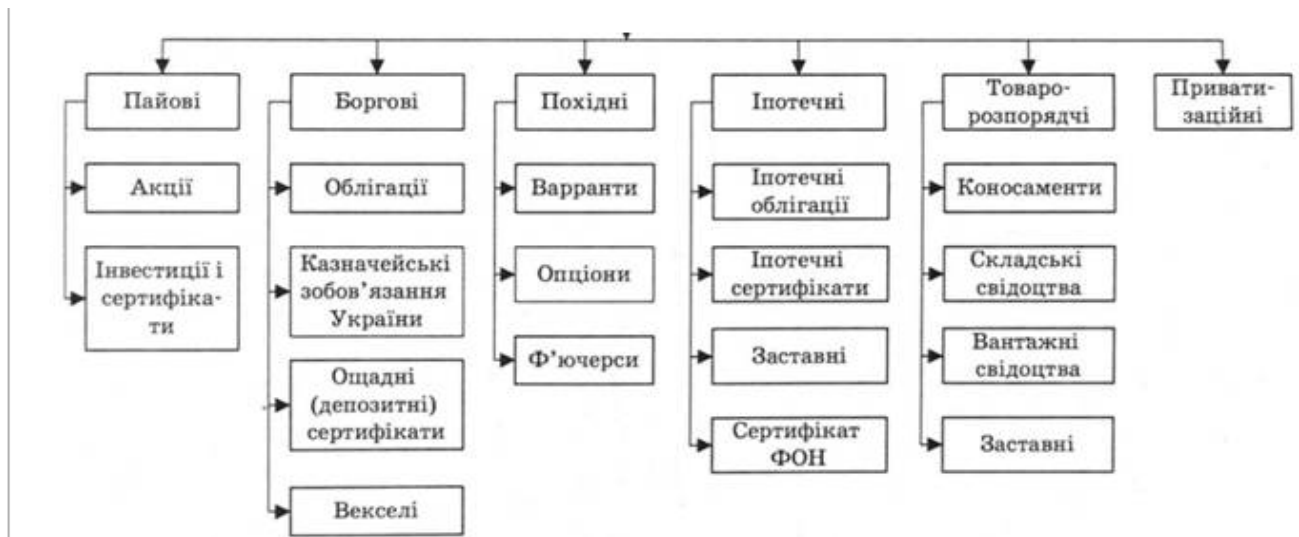 Пайові
Акції
Інвестиції і
сертифіка-
ти
Боргові
Облігації
Казначейські
зобов’язання
України
Ощадні
(депозитні)
сертифікати
Векселі
Похідні
Варранти
Опціони
Ф’ючерси
Іпотечні
Іпотечні
облігації
Іпотечні
сертифікати
Заставні
Сертифікат
ФОН
Товаро-
розпорядчі
Коносаменти
Складські
свідоцтва
Вантажні
свідоцтва
Заставні
Привати-
заційні